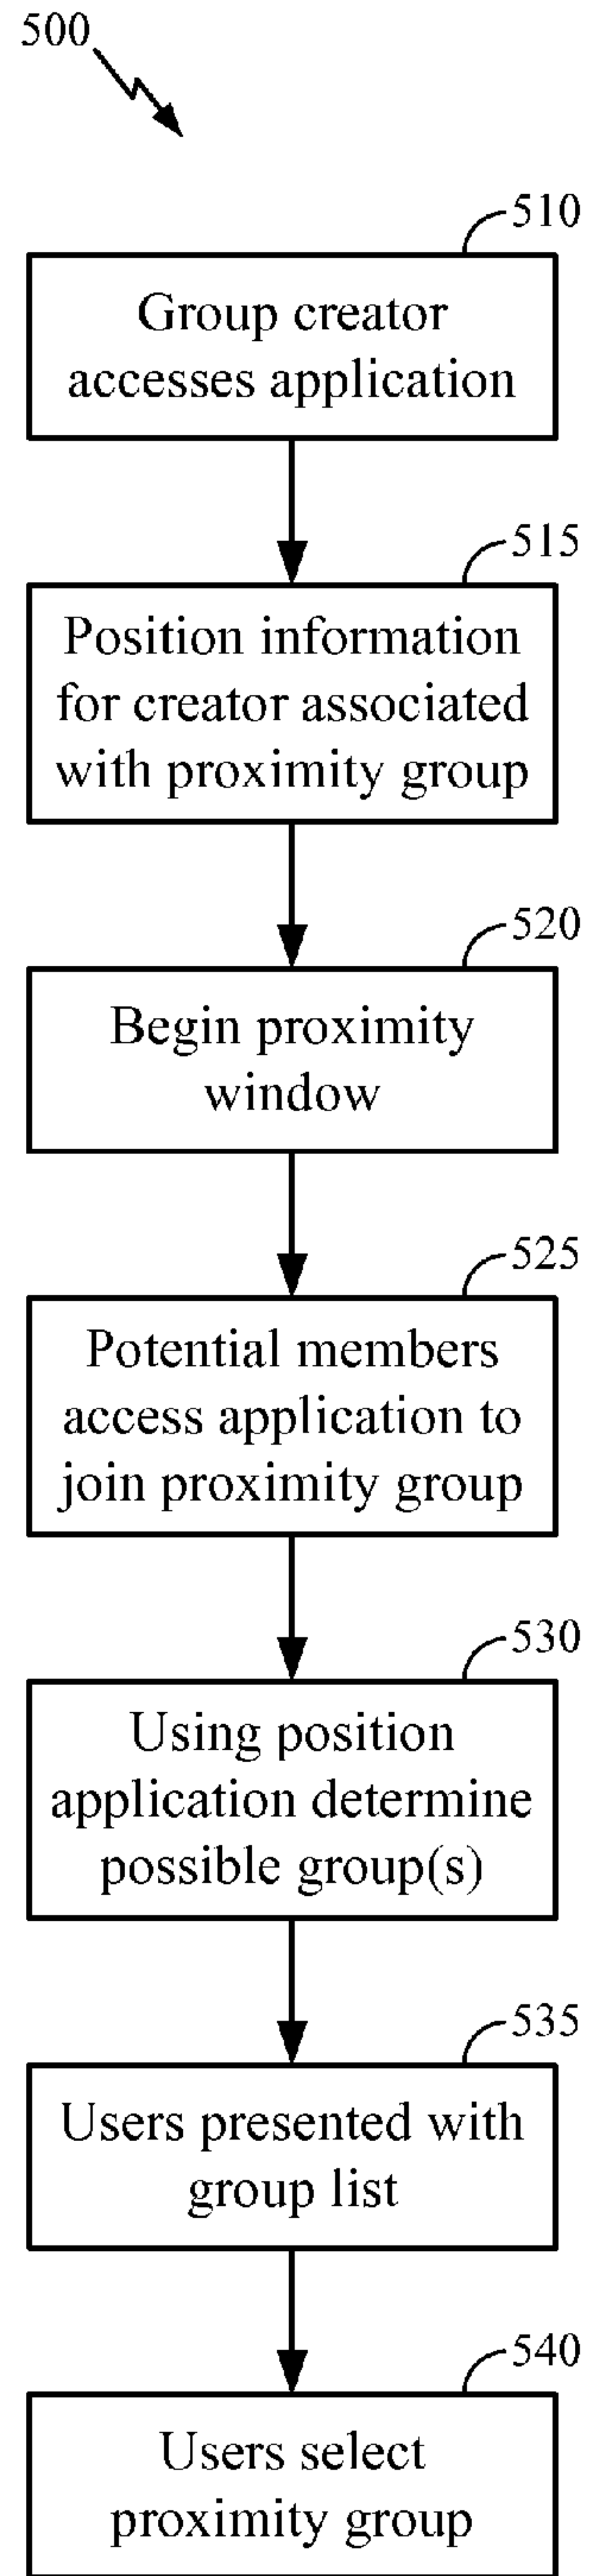 500
510
Group creator
accesses application
515
Position information
for creator associated
with proximity group
520
Begin proximity
window
525
Potential members
access application to
join proximity group
530
Using position
application determine
possible group(s)
535
Users presented with
group list
540
Users select
proximity group